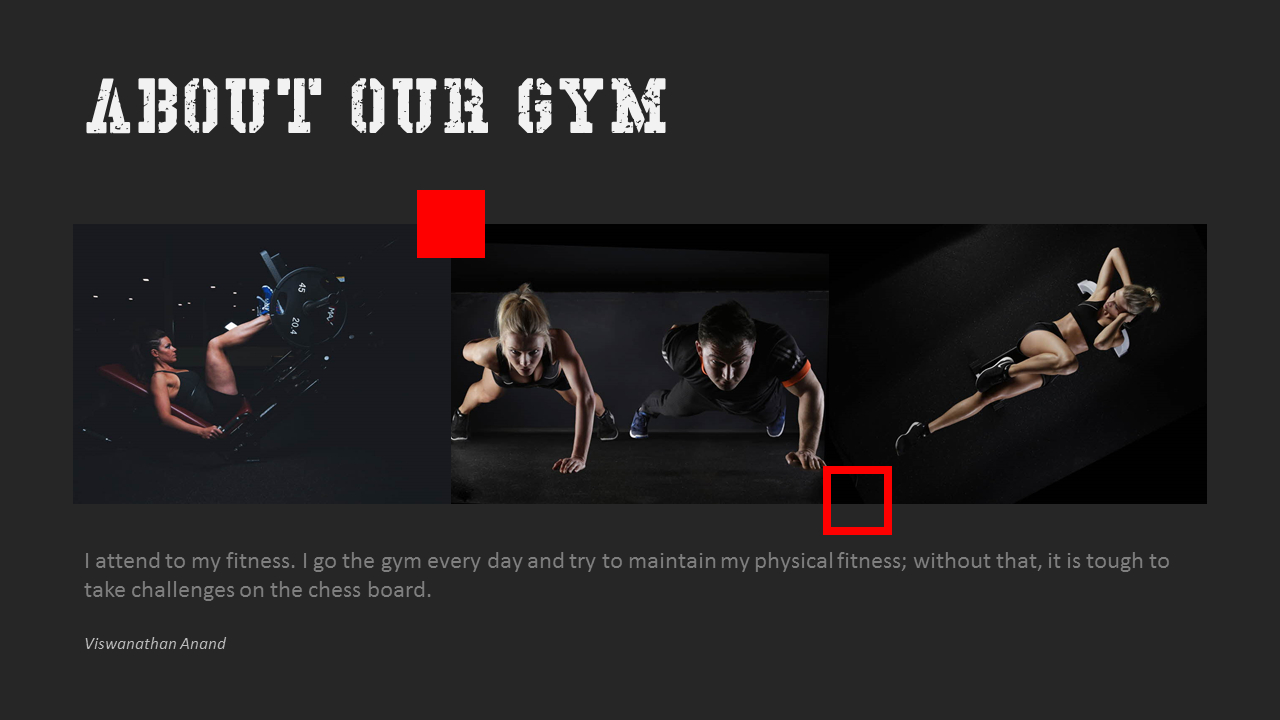 ABOUT OUR GYM
45
20.4
I attend to my fitness. I go the gym every day and try to maintain my physical fitness; without that, it is tough to
take challenges on the chess board.
Viswanathan Anand